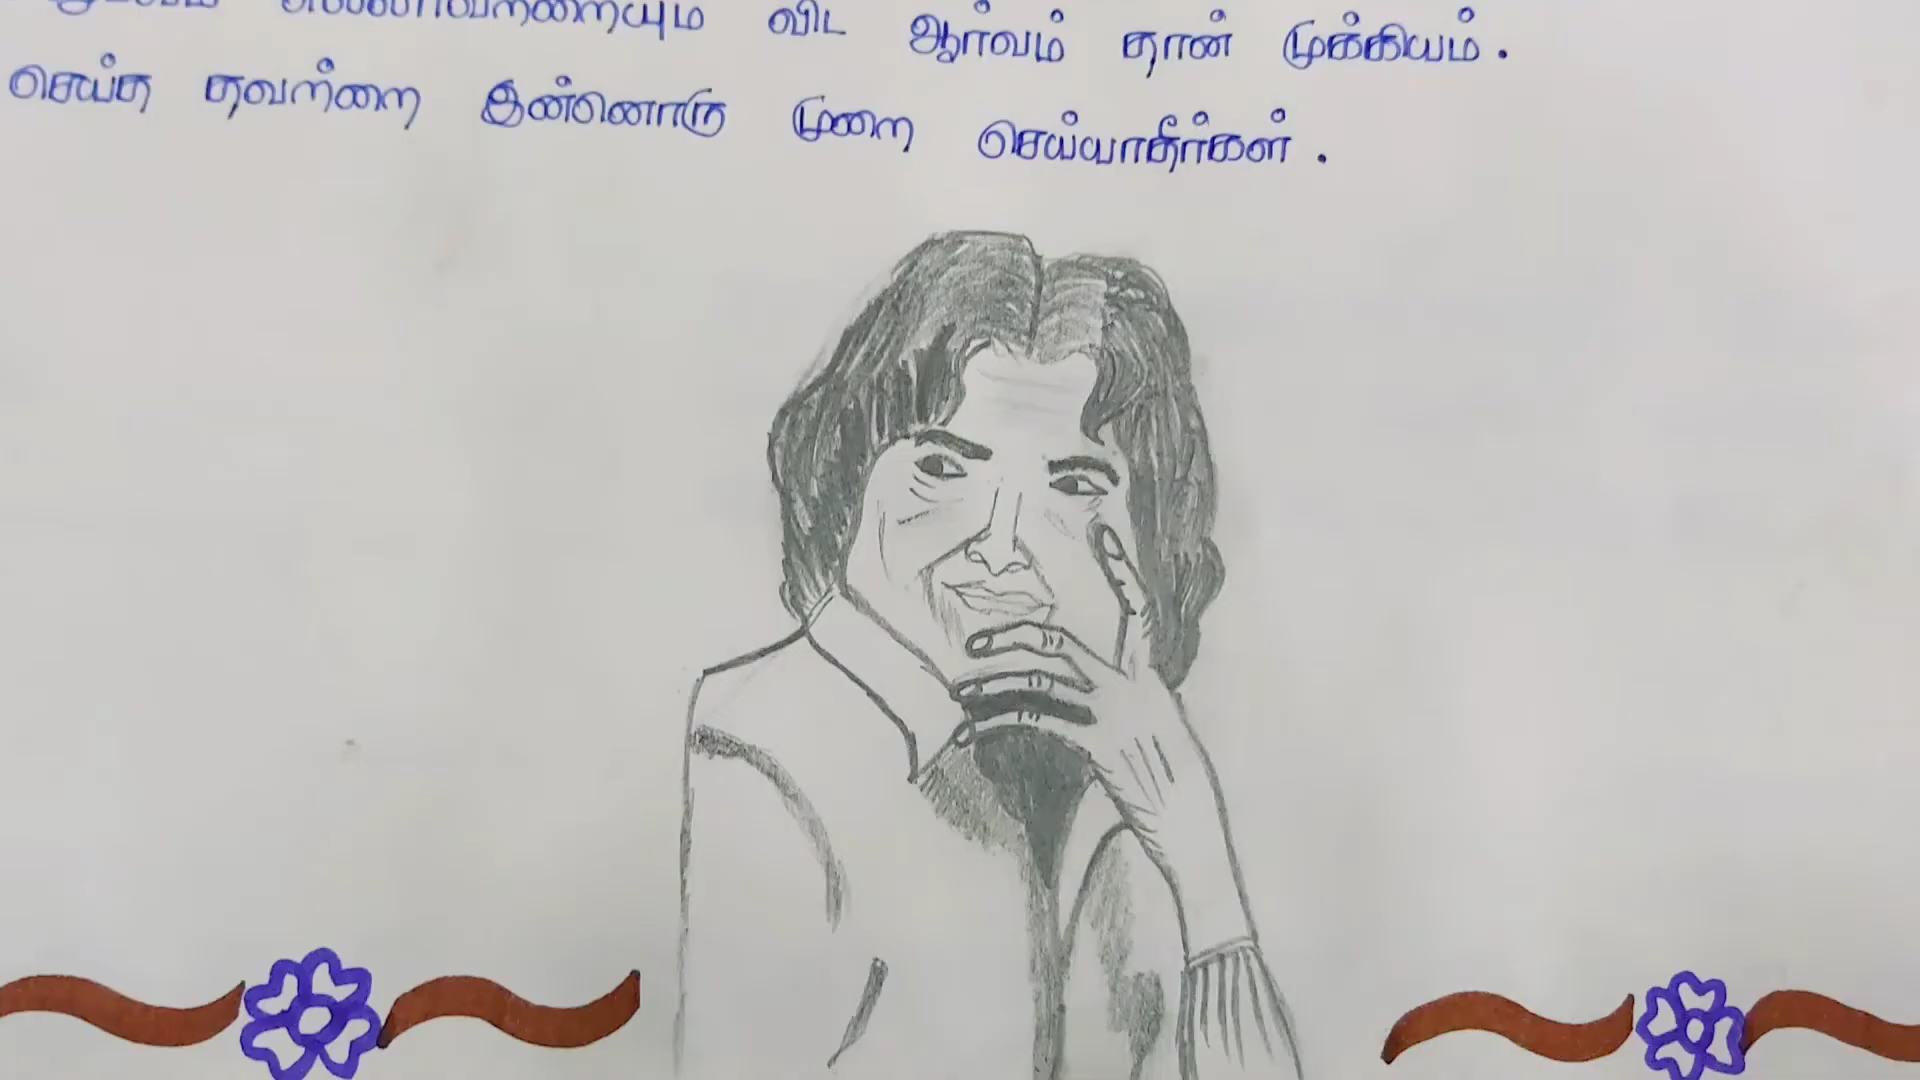 விட ஆர்வம் தான் முக்கியம்.
செய்த தவற்றை இன்னொரு முறை செய்யாதீர்கள்.